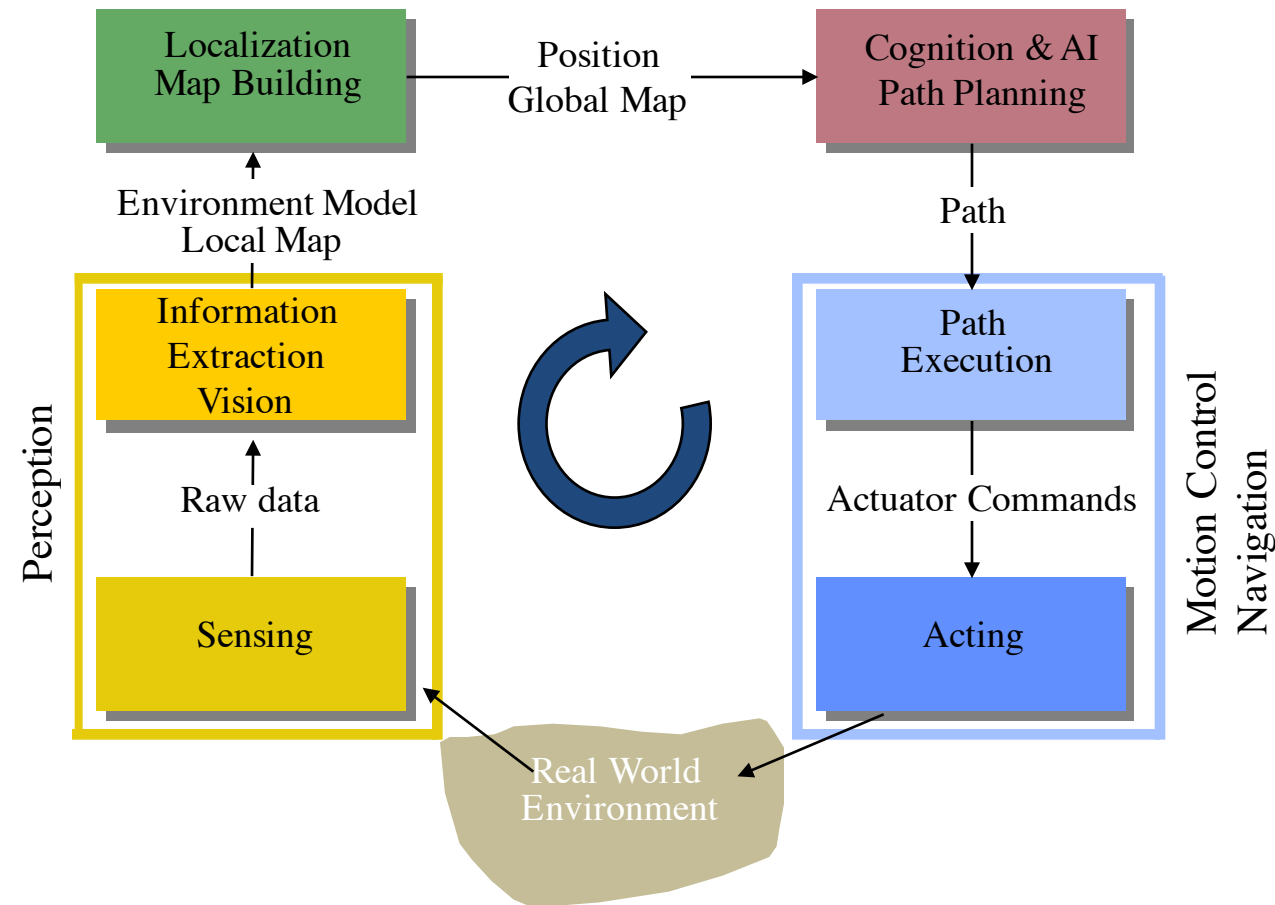 Localization
Map Building
Position
Global Map
Cognition & AI
Path Planning
Environment Model
Local Map
Path
Information
Extraction
Vision
Path
Execution
Perception
Raw data
Actuator Commands
Motion Control
Navigation
Sensing
Acting
Real World
Environment